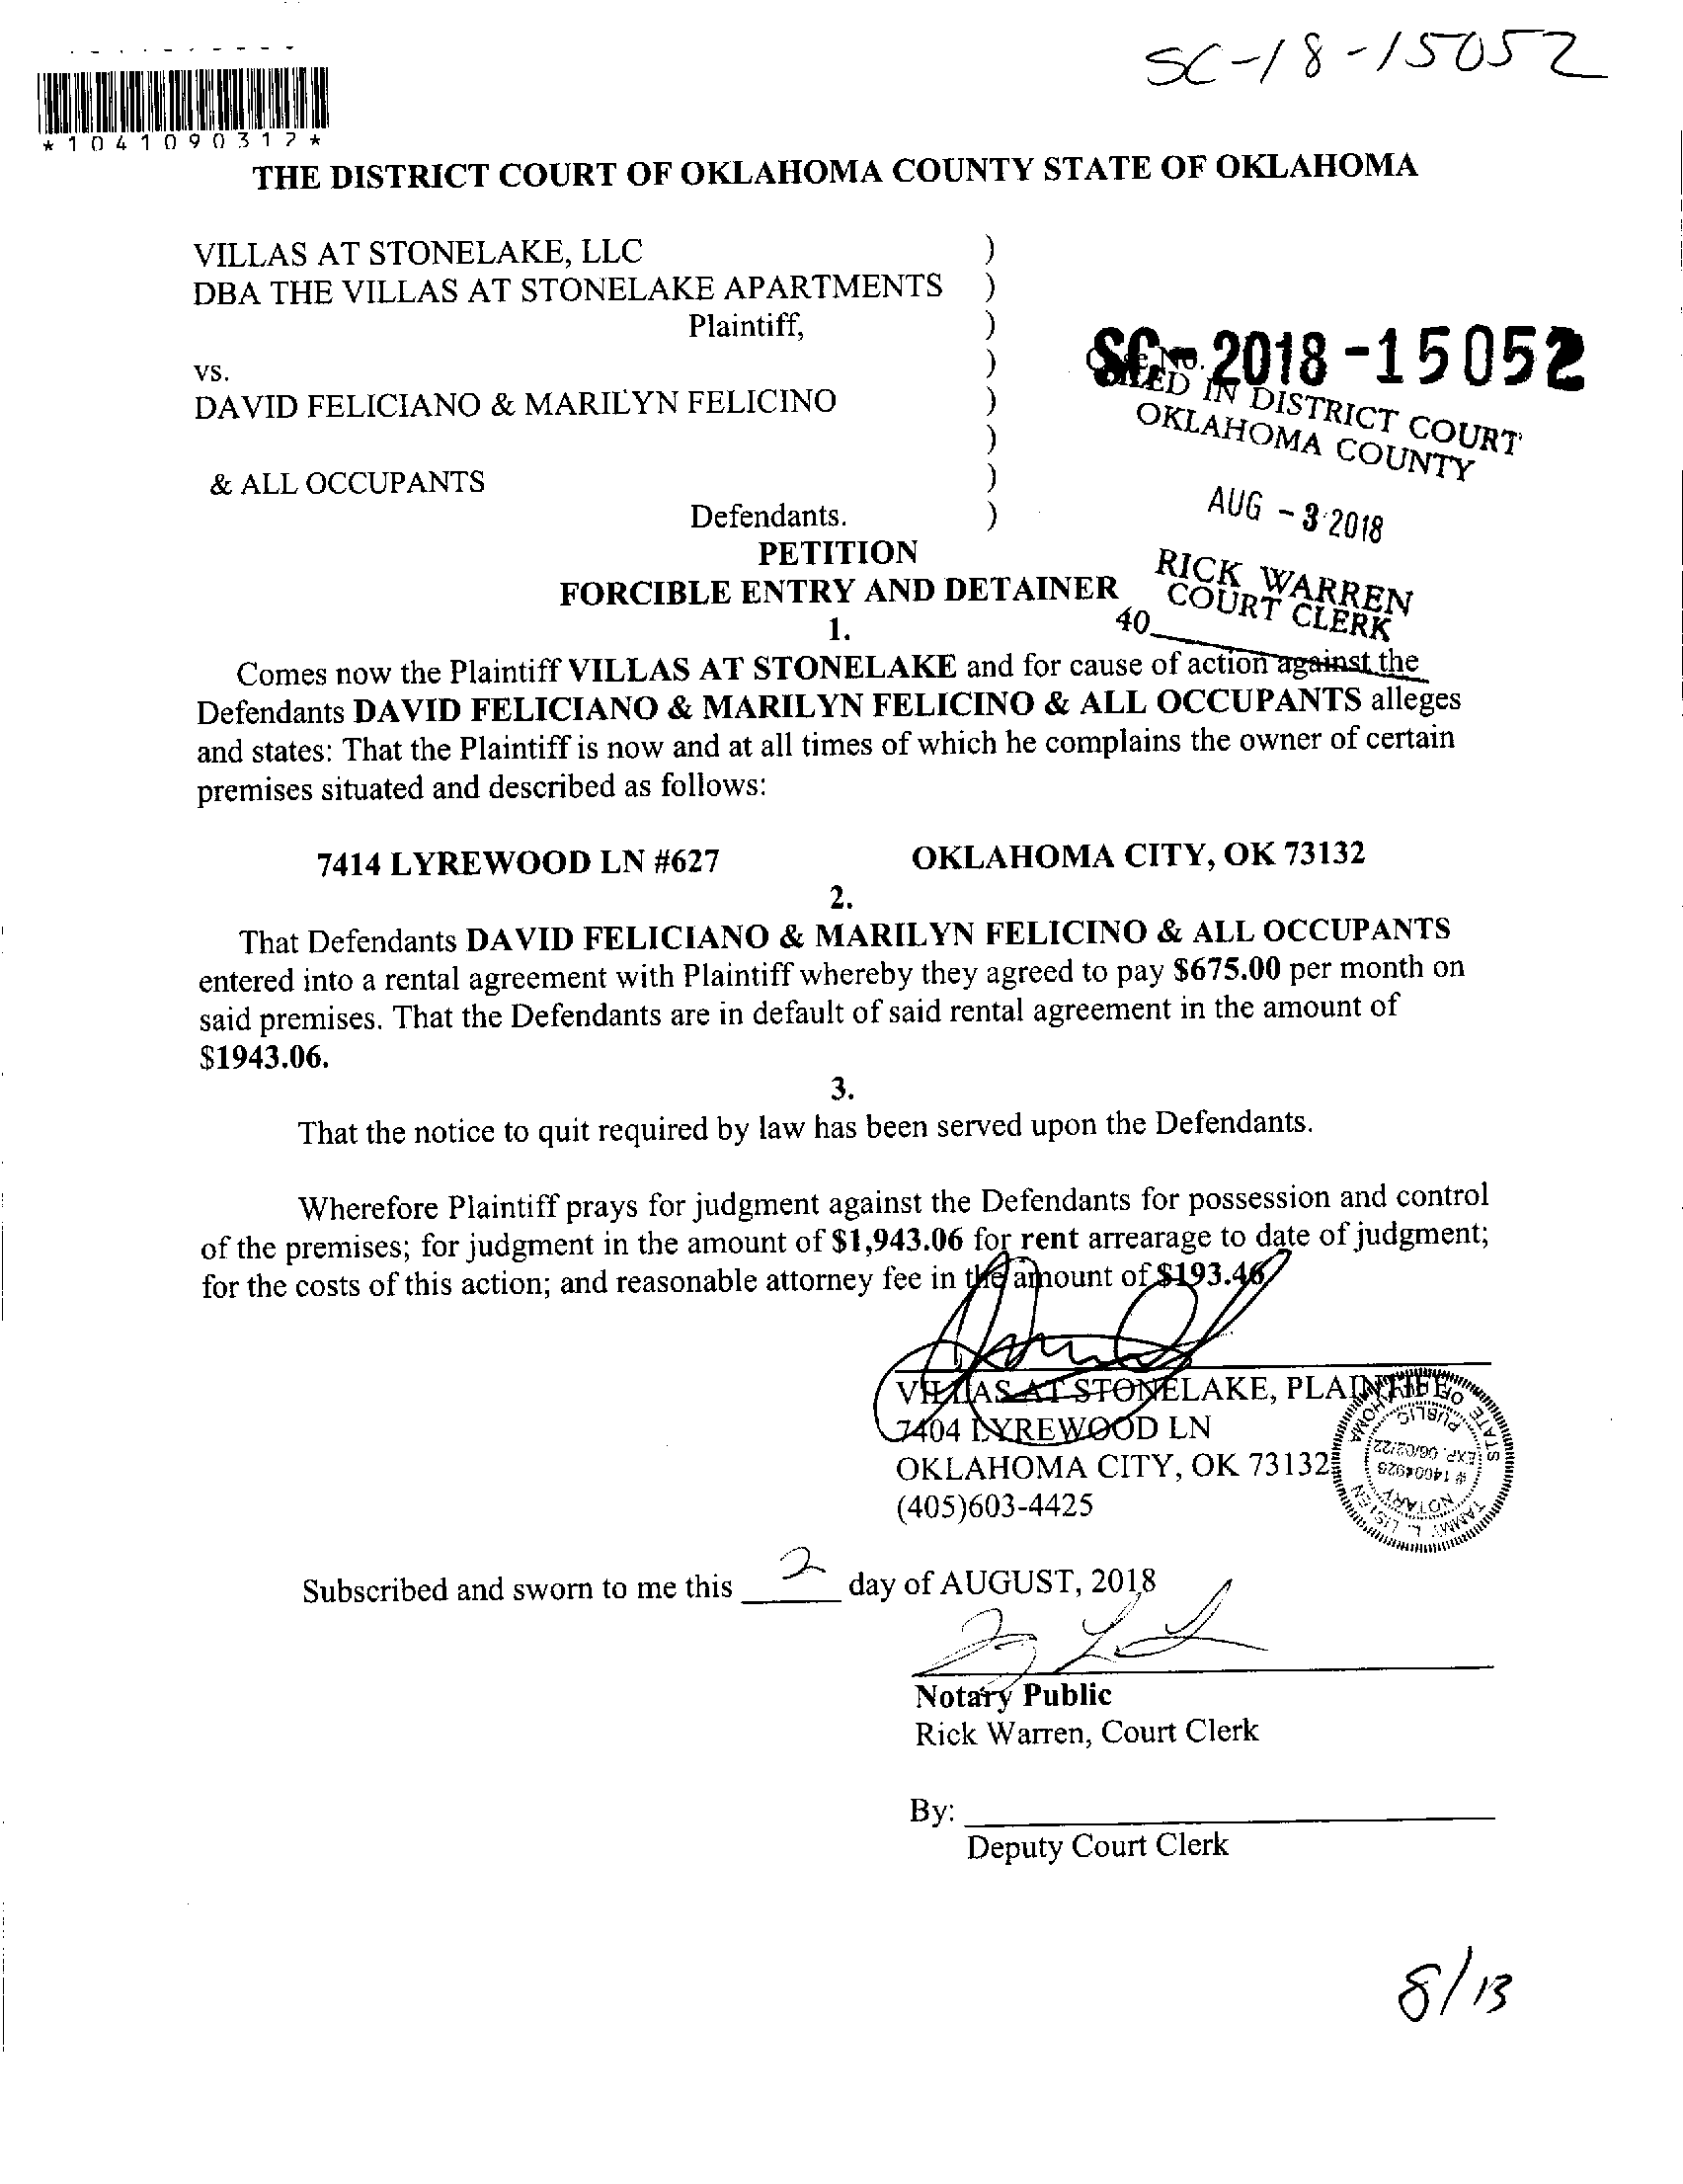 SC-18-15052
*1041090317*
THE DISTRICT COURT OF OKLAHOMA COUNTY STATE OF OKLAHOMA
VILLAS AT STONELAKE, LLC )
DBA THE VILLAS AT STONELAKE APARTMENTS )
Plaintiff, )
vs. )
DAVID FELICIANO & MARILYN FELICINO )
)
& ALL OCCUPANTS )
Defendants. )
Case No.
SC-2018-15052
FILED IN DISTRICT COURT
OKLAHOMA COUNTY
AUG - 3 2018
RICK WARREN
COURT CLERK
40
PETITION
FORCIBLE ENTRY AND DETAINER
1.
Comes now the Plaintiff VILLAS AT STONELAKE and for cause of action against the
Defendants DAVID FELICIANO & MARILYN FELICINO & ALL OCCUPANTS alleges
and states: That the Plaintiff is now and at all times of which he complains the owner of certain
premises situated and described as follows:
7414 LYREWOOD LN #627 OKLAHOMA CITY, OK 73132
2.
That Defendants DAVID FELICIANO & MARILYN FELICINO & ALL OCCUPANTS
entered into a rental agreement with Plaintiff whereby they agreed to pay $675.00 per month on
said premises. That the Defendants are in default of said rental agreement in the amount of
$1943.06.
3.
That the notice to quit required by law has been served upon the Defendants.
Wherefore Plaintiff prays for judgment against the Defendants for possession and control
of the premises; for judgment in the amount of $1,943.06 for rent arrearage to date of judgment;
for the costs of this action; and reasonable attorney fee in the amount of $193.46
VILLAS AT STONELAKE, PLAINTIFF
7404 LYREWOOD LN
OKLAHOMA CITY, OK 73132
(405)603-4425
TAMMY L. LISTEN
NOTARY
# 14004926
EXP. 06/02/22
PUBLIC
STATE OF OKLAHOMA
Subscribed and sworn to me this 2 day of AUGUST, 2018
Notary Public
Rick Warren, Court Clerk
By:
Deputy Court Clerk
8/13